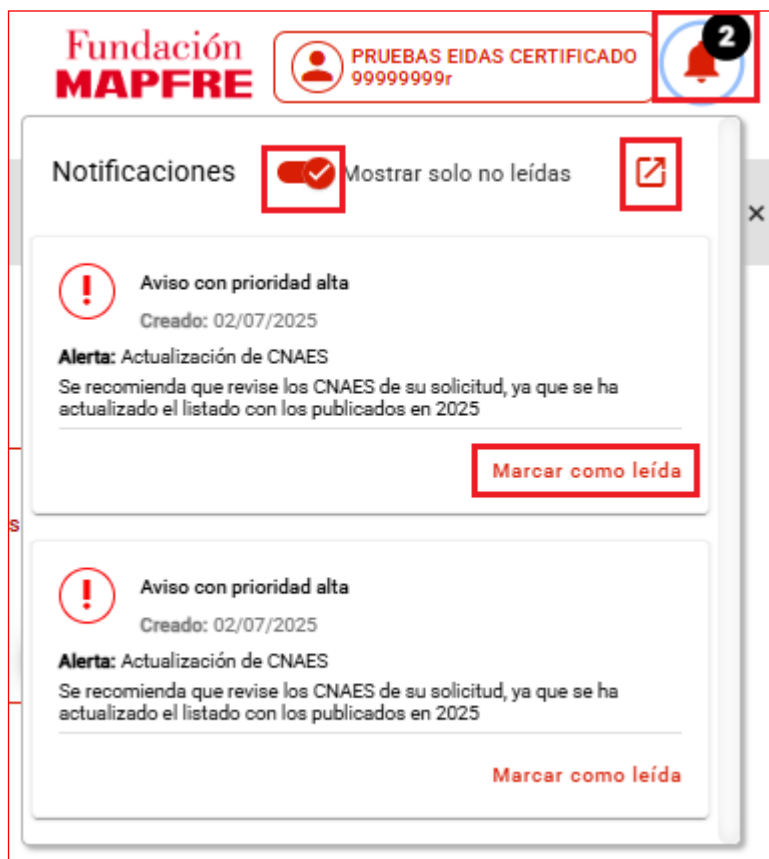 Fundación
MAPFRE
PRUEBAS EIDAS CERTIFICADO
99999999r
2
Notificaciones
Mostrar solo no leídas
Aviso con prioridad alta
Creado: 02/07/2025
Alerta: Actualización de CNAES
Se recomienda que revise los CNAES de su solicitud, ya que se ha
actualizado el listado con los publicados en 2025
Marcar como leída
s
Aviso con prioridad alta
Creado: 02/07/2025
Alerta: Actualización de CNAES
Se recomienda que revise los CNAES de su solicitud, ya que se ha
actualizado el listado con los publicados en 2025
Marcar como leída